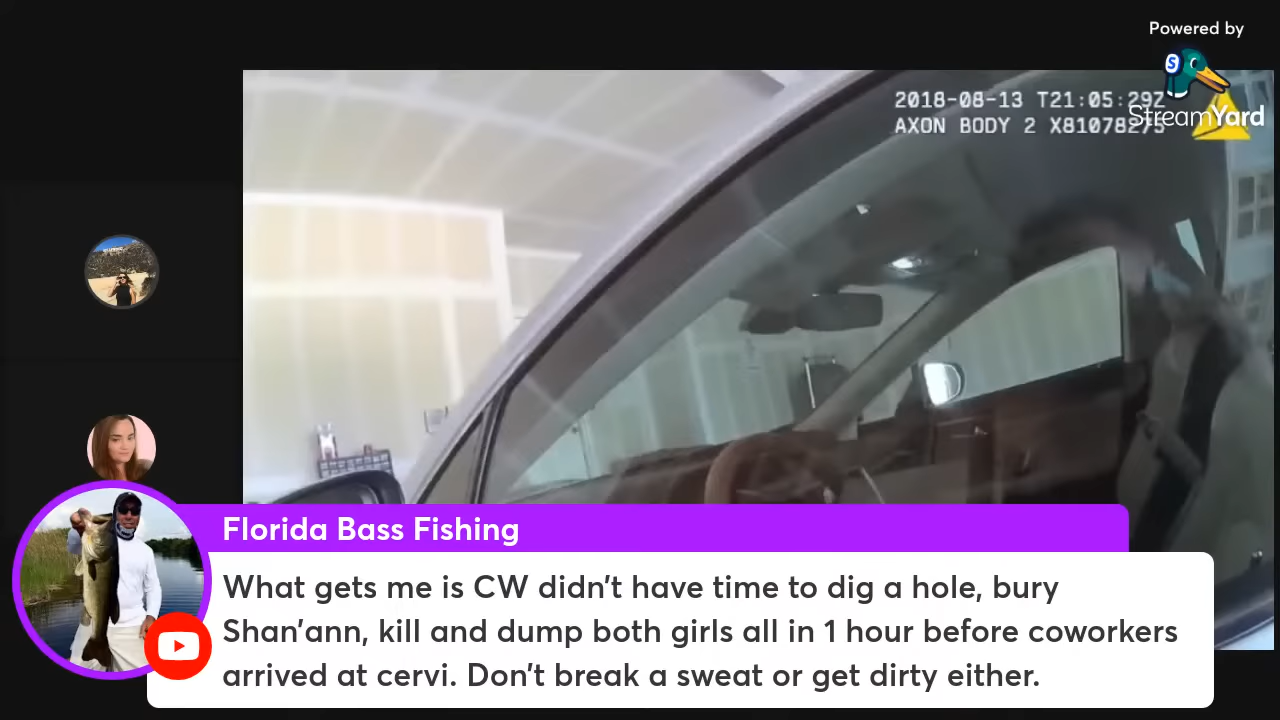 Powered by
StreamYard
2018-08-13 T21:05:29Z
AXON BODY 2 X81078275
Florida Bass Fishing
What gets me is CW didn't have time to dig a hole, bury
Shan'ann, kill and dump both girls all in 1 hour before coworkers
arrived at cervi. Don't break a sweat or get dirty either.